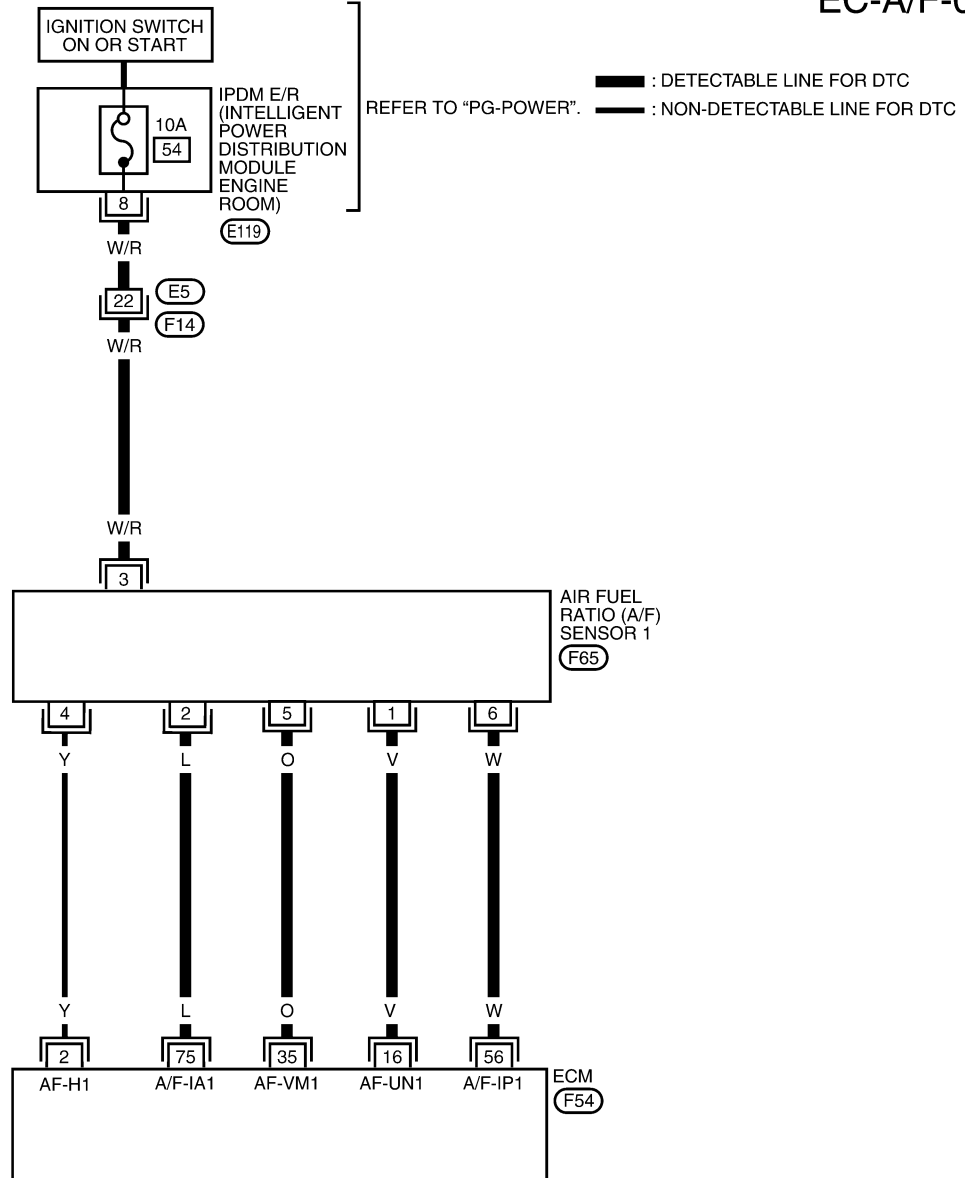 EC-A/F-0
IGNITION SWITCH
ON OR START
: DETECTABLE LINE FOR DTC
: NON-DETECTABLE LINE FOR DTC
REFER TO “PG-POWER”.
IPDM E/R
(INTELLIGENT
POWER
DISTRIBUTION
MODULE
ENGINE
ROOM)
E119
10A
54
8
W/R
22
E5
F14
W/R
W/R
3
AIR FUEL
RATIO (A/F)
SENSOR 1
F65
4 2 5 1 6
Y L O V W
Y L O V W
2 75 35 16 56
AF-H1 A/F-IA1 AF-VM1 AF-UN1 A/F-IP1
ECM
F54